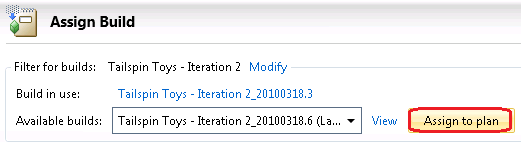 Assign Build
Filter for builds: Tailspin Toys - Iteration 2 Modify
Build in use: Tailspin Toys - Iteration 2_20100318.3
Available builds: Tailspin Toys - Iteration 2_20100318.6 (La... View Assign to plan